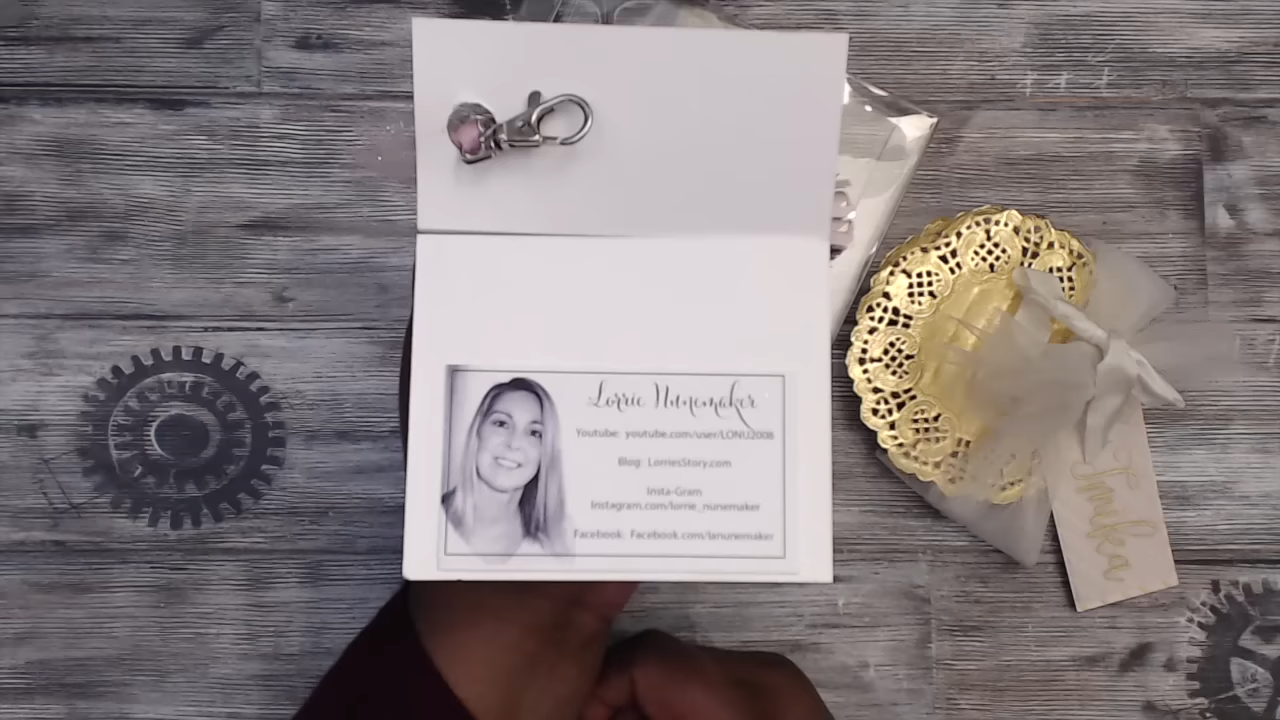 Lorrie Nunemaker
Youtube: youtube.com/user/LONU2008
Blog: LorriesStory.com
Insta-Gram
Instagram.com/lorrie_nunemaker
Facebook: Facebook.com/lanunemaker
Tmika